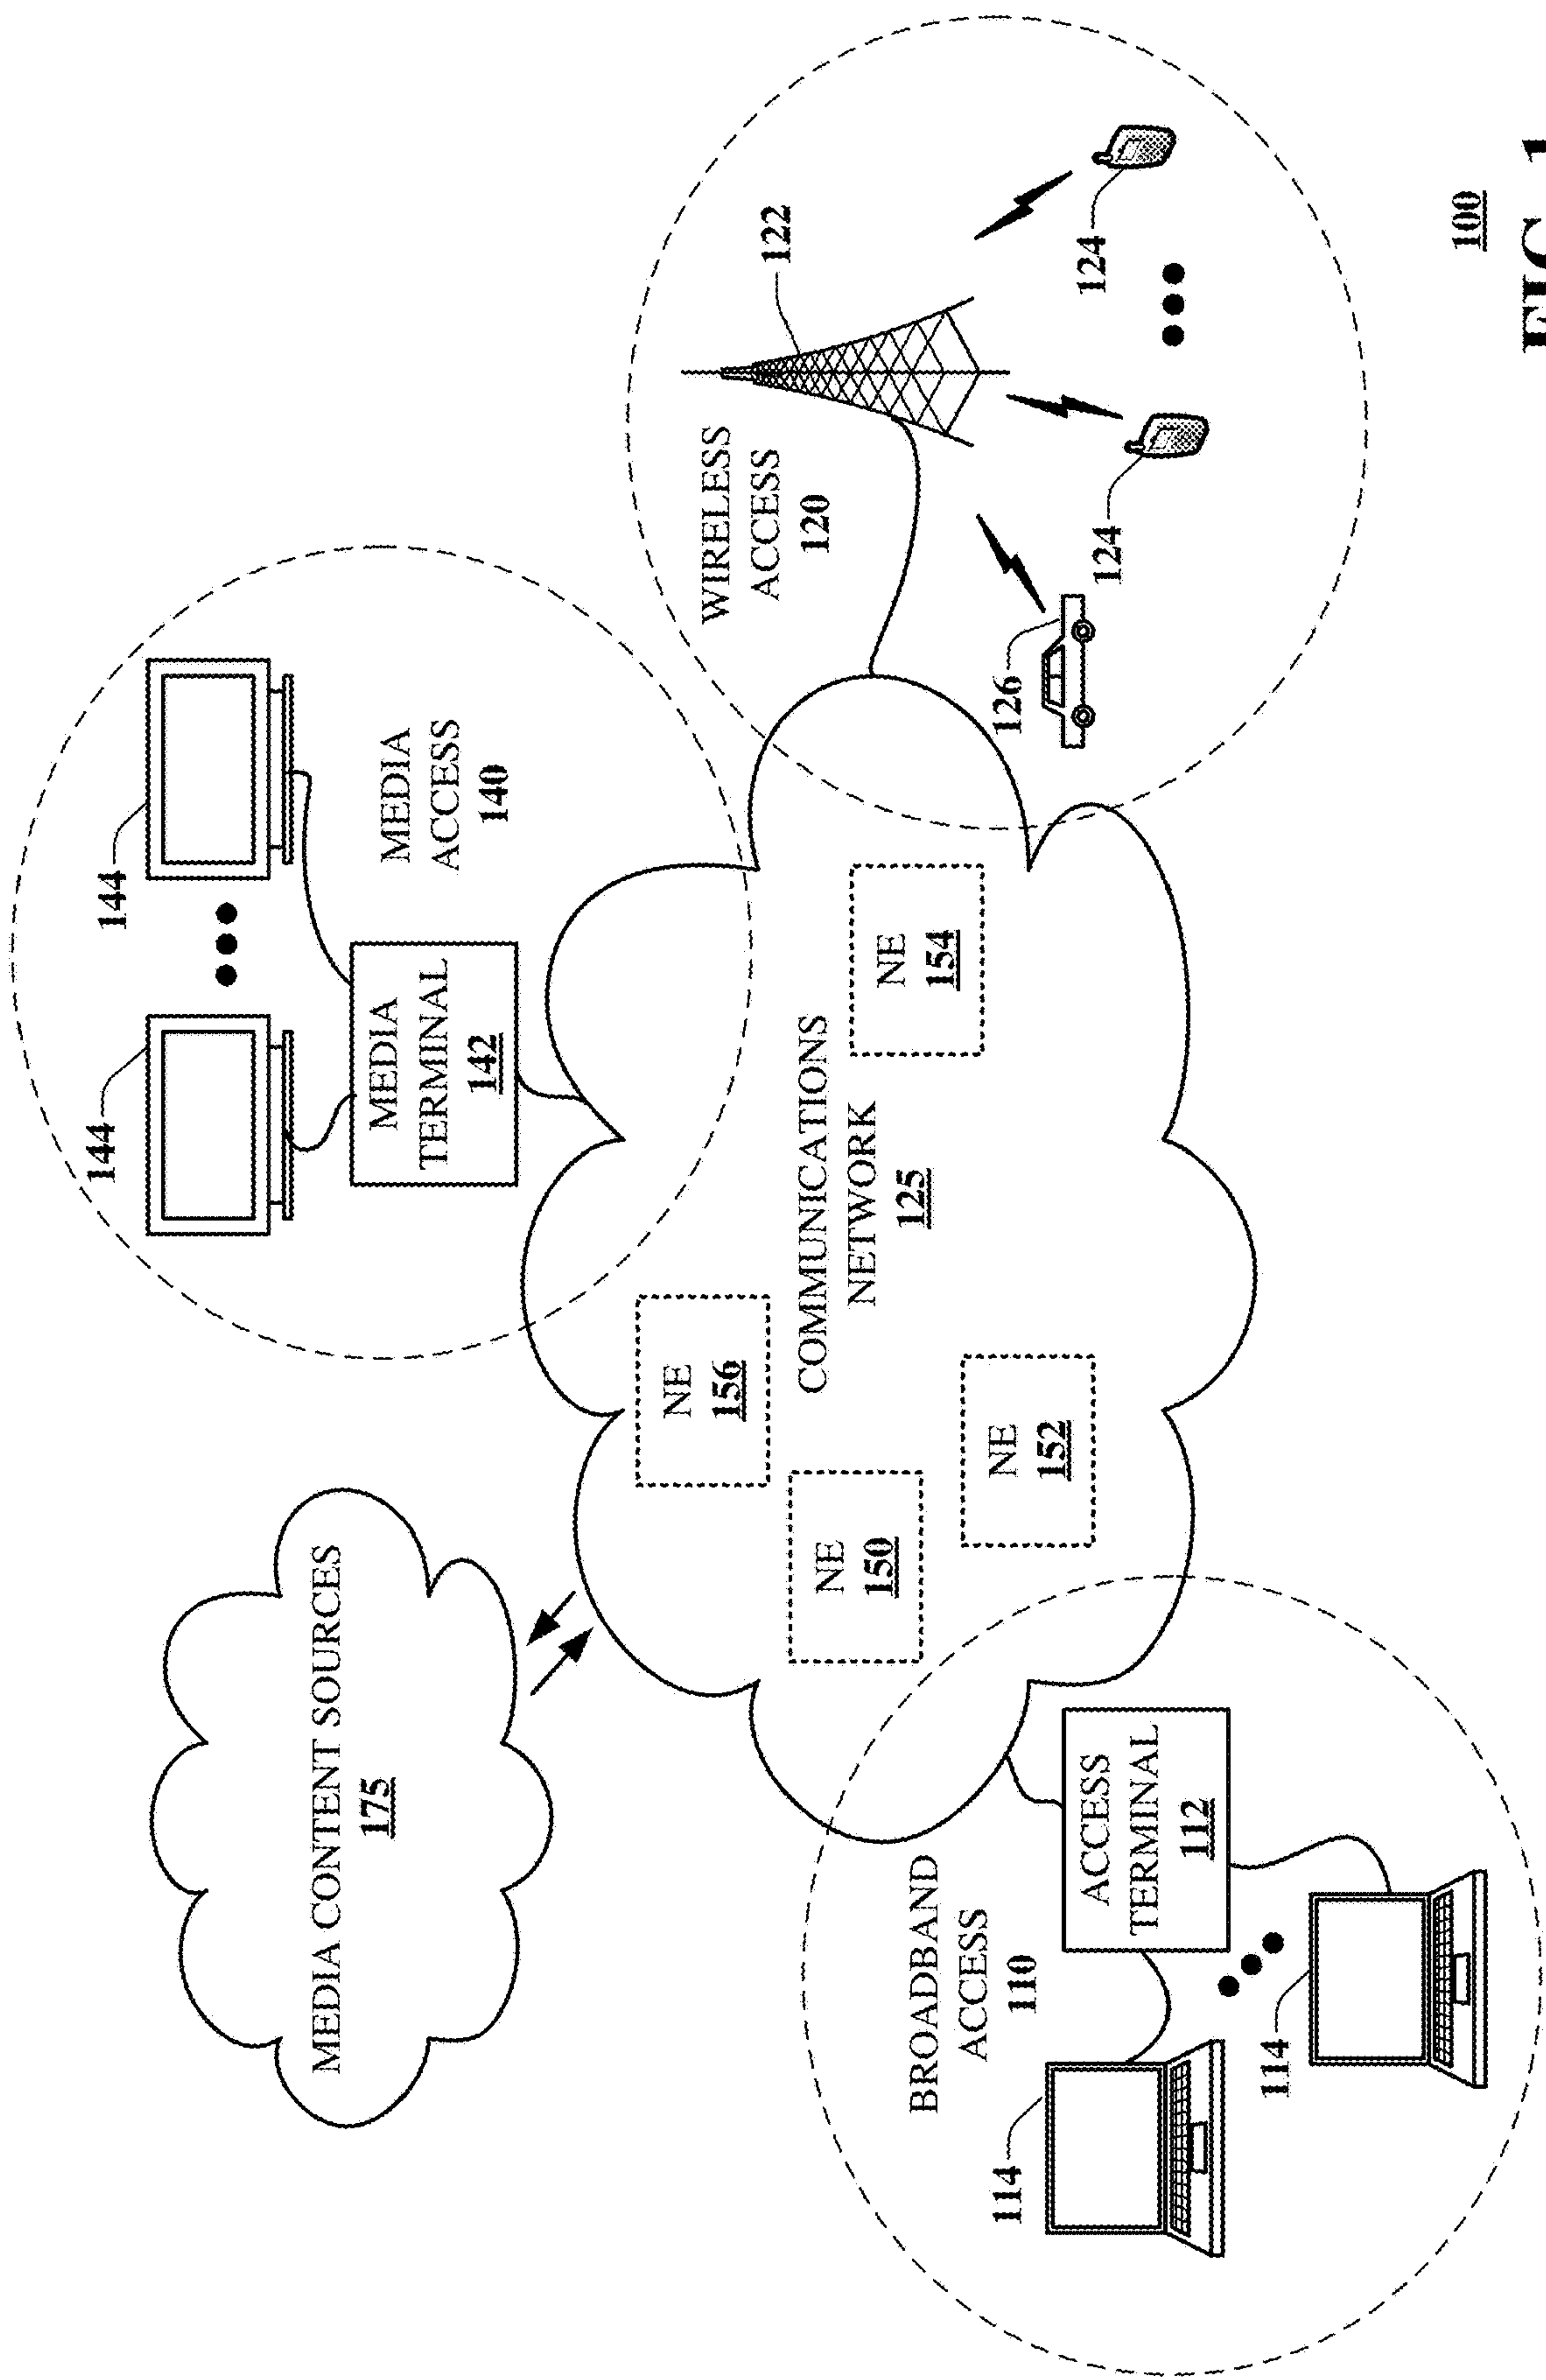 144
144
MEDIA CONTENT SOURCES
175
MEDIA
TERMINAL
142
MEDIA
ACCESS
140
NE
156
WIRELESS
ACCESS
120
122
COMMUNICATIONS
NETWORK
125
NE
150
NE
154
BROADBAND
ACCESS
110
NE
152
126
124
124
114
ACCESS
TERMINAL
112
114
100
FIG. 1